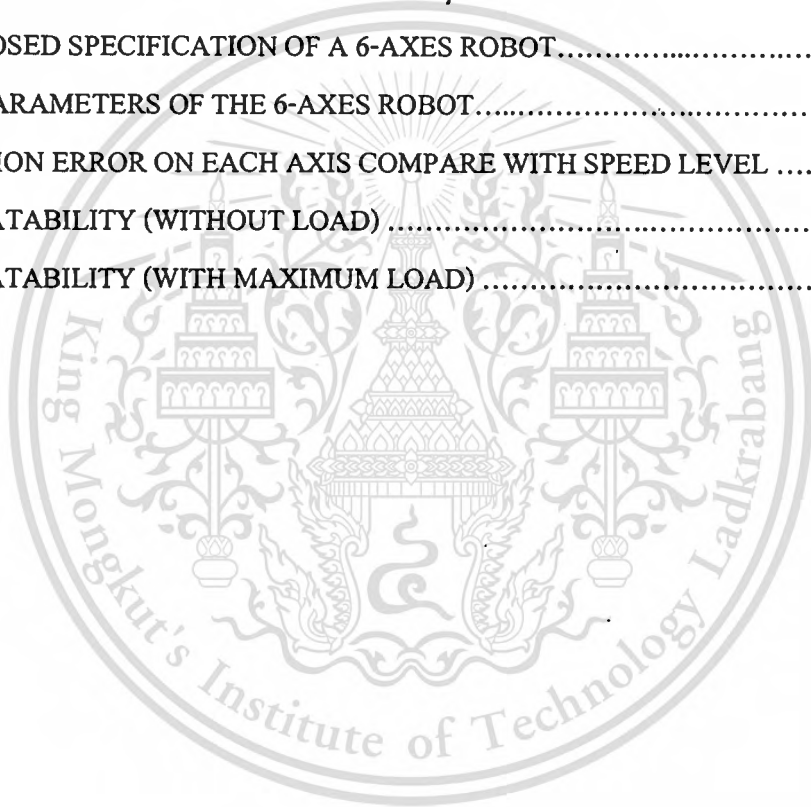 OSED SPECIFICATION OF A 6-AXES ROBOT
ARAMETERS OF THE 6-AXES ROBOT
ION ERROR ON EACH AXIS COMPARE WITH SPEED LEVEL
ATABILITY (WITHOUT LOAD)
ATABILITY (WITH MAXIMUM LOAD)
King Mongkut's Institute of Technology Ladkrabang